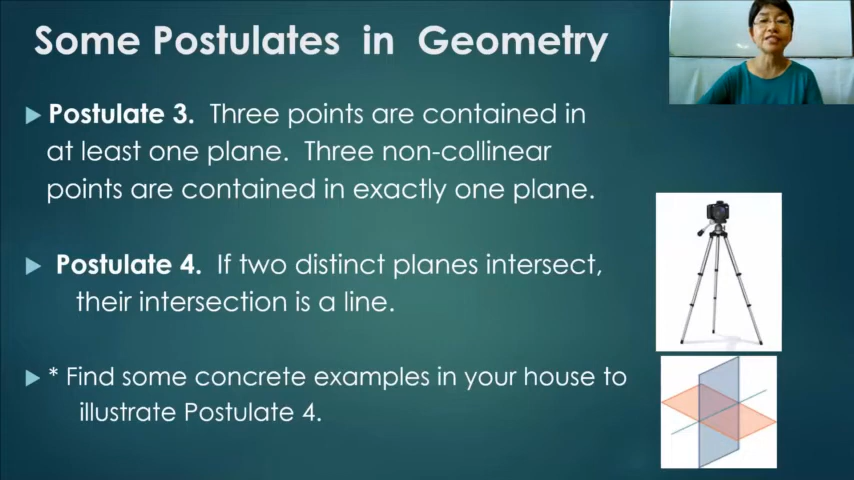 Some Postulates in Geometry
Postulate 3. Three points are contained in
at least one plane. Three non-collinear
points are contained in exactly one plane.
Postulate 4. If two distinct planes intersect,
their intersection is a line.
* Find some concrete examples in your house to
illustrate Postulate 4.